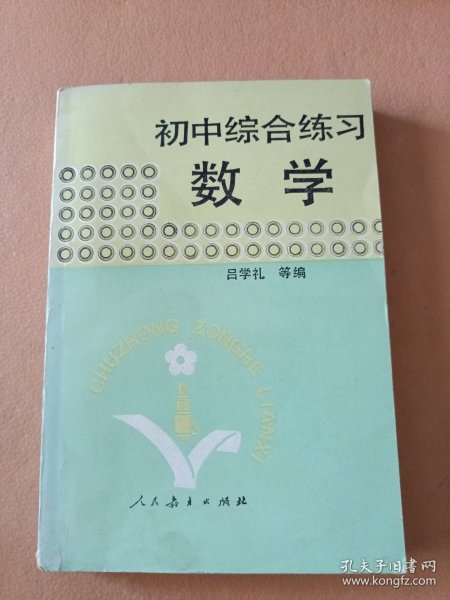 初中综合练习
数学
吕学礼 等编
CHUZHONG ZONGHE LIANXI
人民教育出版社
孔夫子旧书网
www.kongfz.com